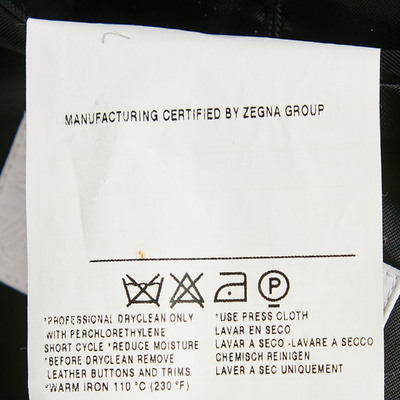 MANUFACTURING CERTIFIED BY ZEGNA GROUP
P
*PROFESSIONAL DRYCLEAN ONLY
WITH PERCHLORETHYLENE
SHORT CYCLE *REDUCE MOISTURE
*BEFORE DRYCLEAN REMOVE
LEATHER BUTTONS AND TRIMS
*WARM IRON 110 °C (230 °F)
*USE PRESS CLOTH
LAVAR EN SECO
LAVAR A SECO -LAVARE A SECCO
CHEMISCH REINIGEN
LAVER A SEC UNIQUEMENT